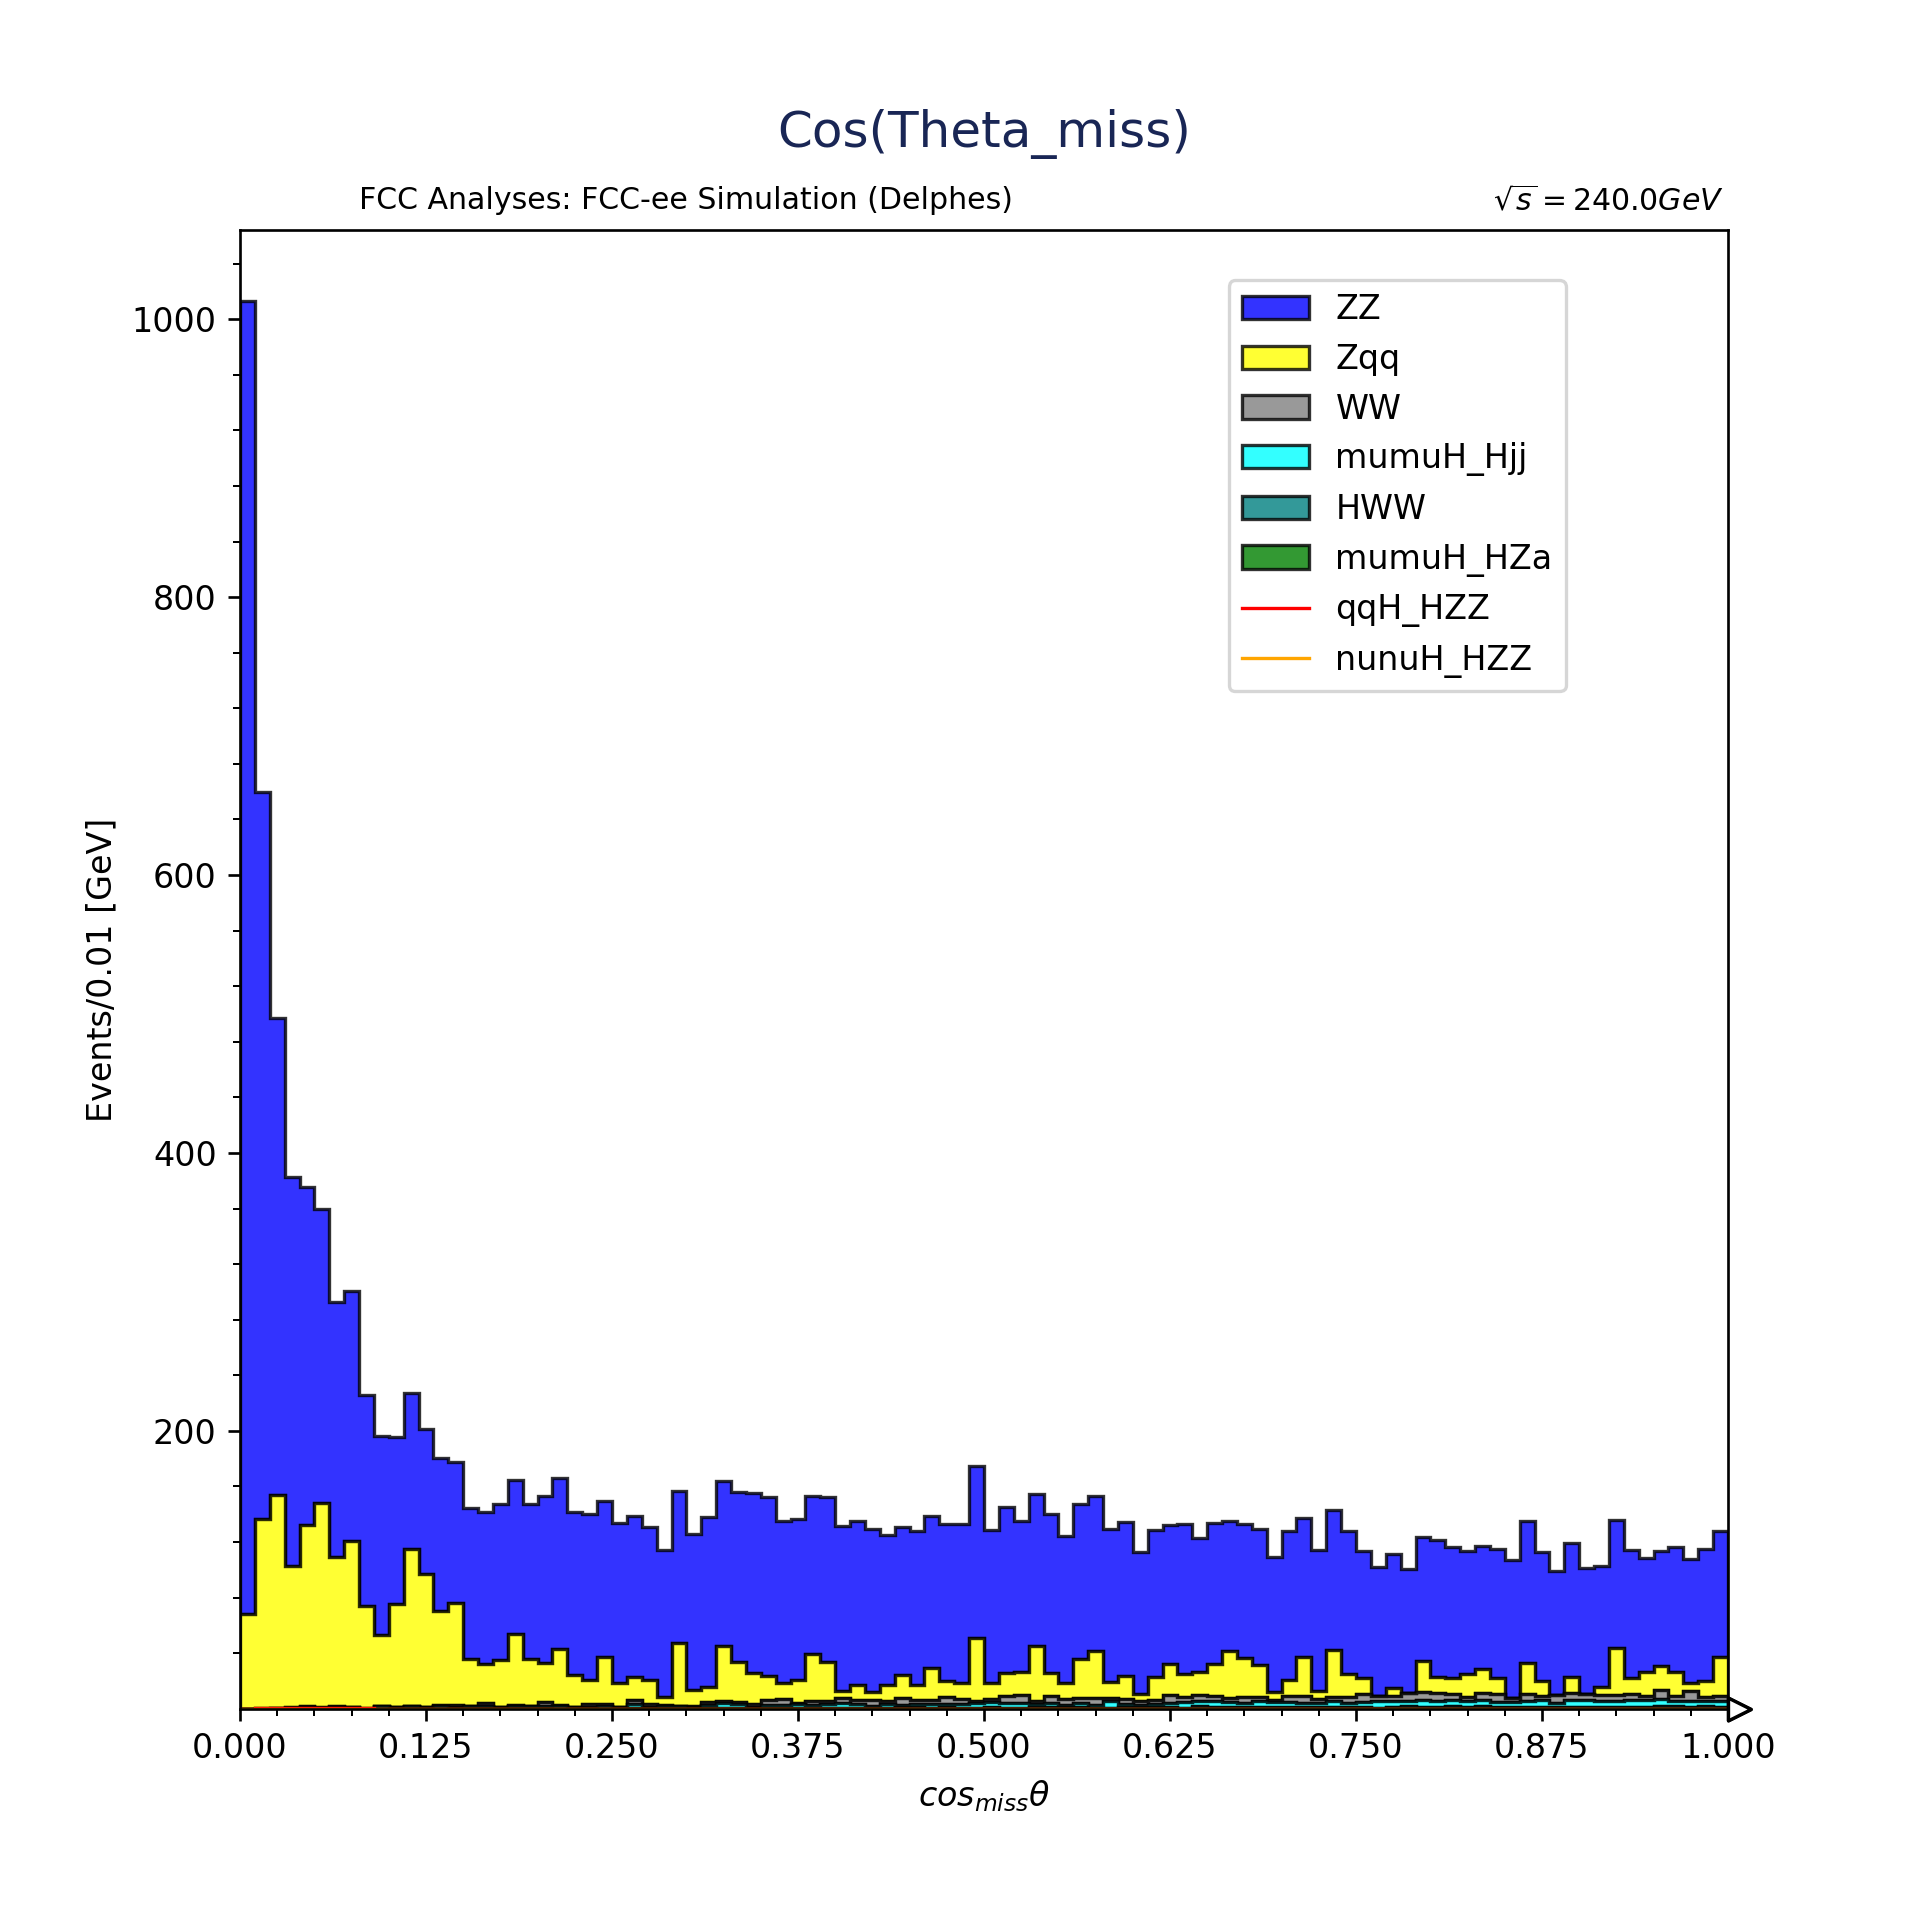 Cos(Theta_miss)
FCC Analyses: FCC-ee Simulation (Delphes)
√s = 240.0GeV
ZZ
Zqq
WW
mumuH_Hjj
HWW
mumuH_HZa
qqH_HZZ
nunuH_HZZ
1000
800
600
400
200
Events/0.01 [GeV]
0.000 0.125 0.250 0.375 0.500 0.625 0.750 0.875 1.000
cos_miss θ